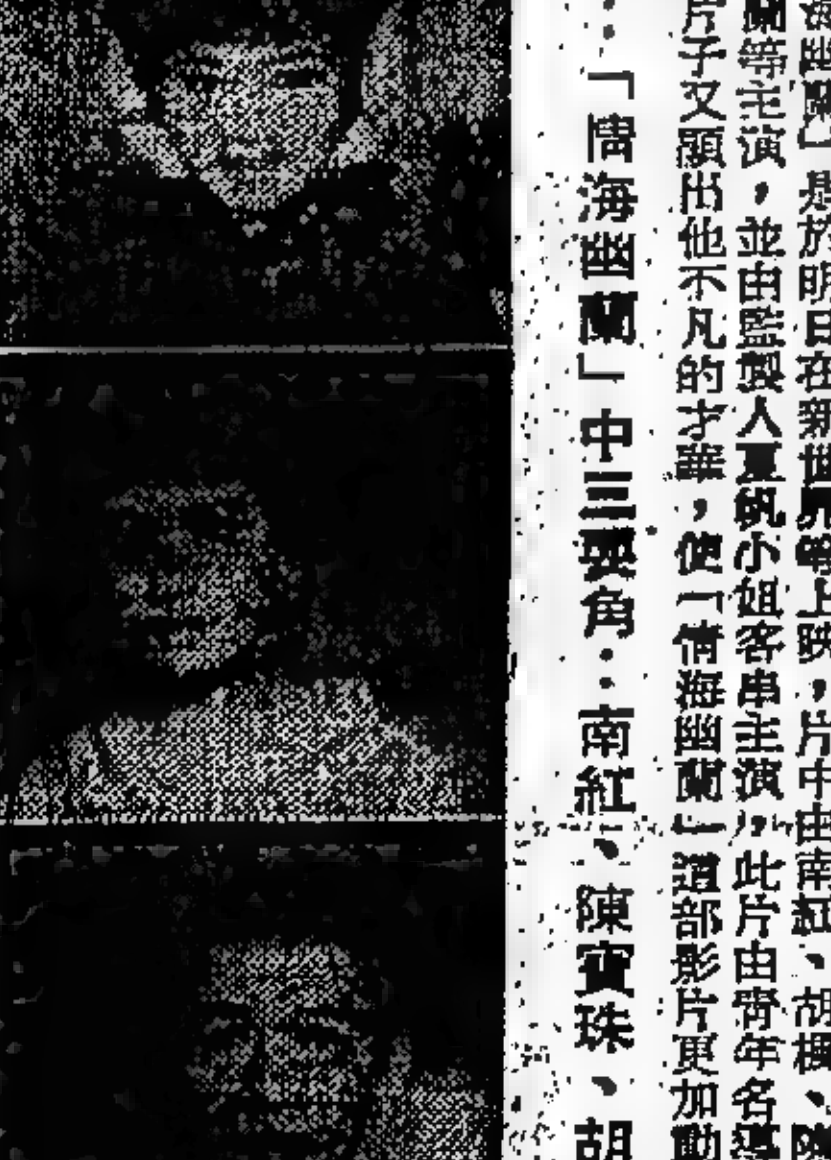 海幽蘭」是於明日在新世界等上映，片中由南紅、胡楓、陳
蘭等主演，並由監製人夏帆小姐客串主演，此片由青年名導
片子又顯出他不凡的才華，使「情海幽蘭」這部影片更加動
：「情海幽蘭」中三要角：南紅、陳寶珠、胡